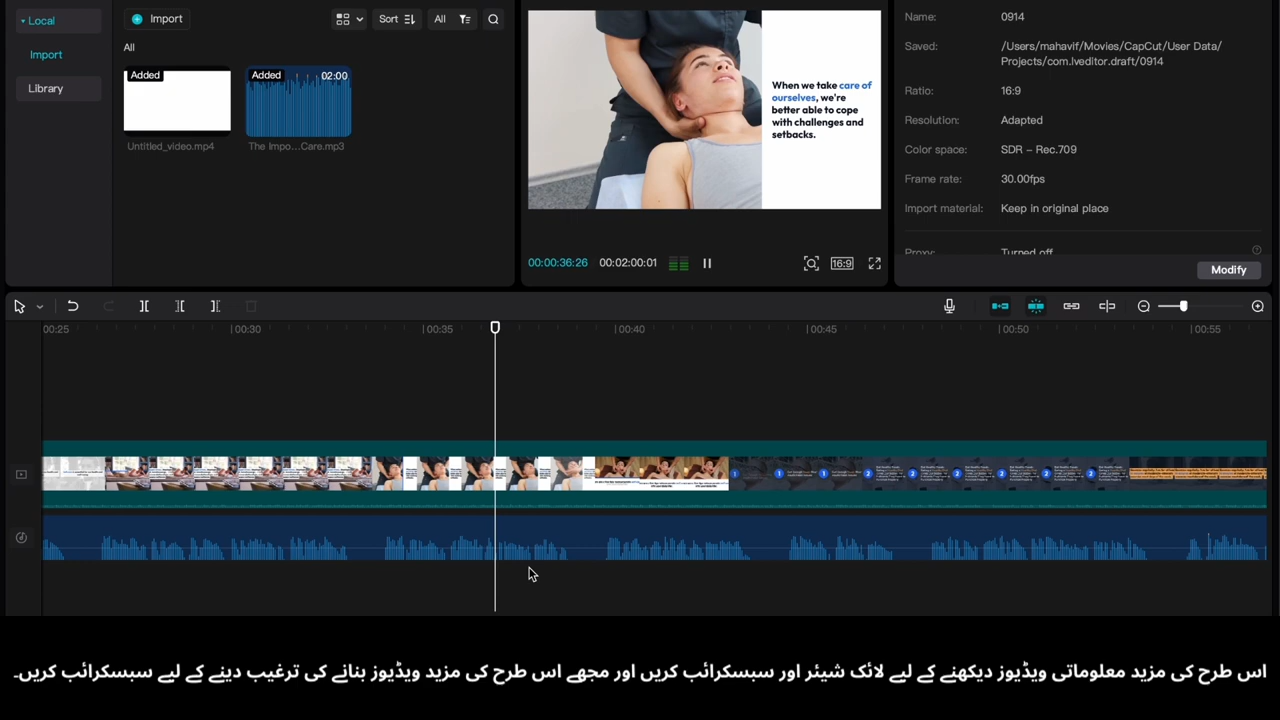 Local
Import
Library
Import
Sort
All
All
Added
Added
02:00
Untitled_video.mp4
The Impo...Care.mp3
When we take care of
ourselves, we're
better able to cope
with challenges and
setbacks.
00:00:36:26
00:02:00:01
16:9
Name: 0914
Saved: /Users/mahavif/Movies/CapCut/User Data/
Projects/com.lveditor.draft/0914
Ratio: 16:9
Resolution: Adapted
Color space: SDR – Rec.709
Frame rate: 30.00fps
Import material: Keep in original place
Proxy: Turned off
Modify
00:25
00:30
00:35
00:40
00:45
00:50
00:55
اس طرح کی مزید معلوماتی ویڈیوز دیکھنے کے لیے لائک شیئر اور سبسکرائب کریں اور مجھے اس طرح کی مزید ویڈیوز بنانے کی ترغیب دینے کے لیے سبسکرائب کریں۔